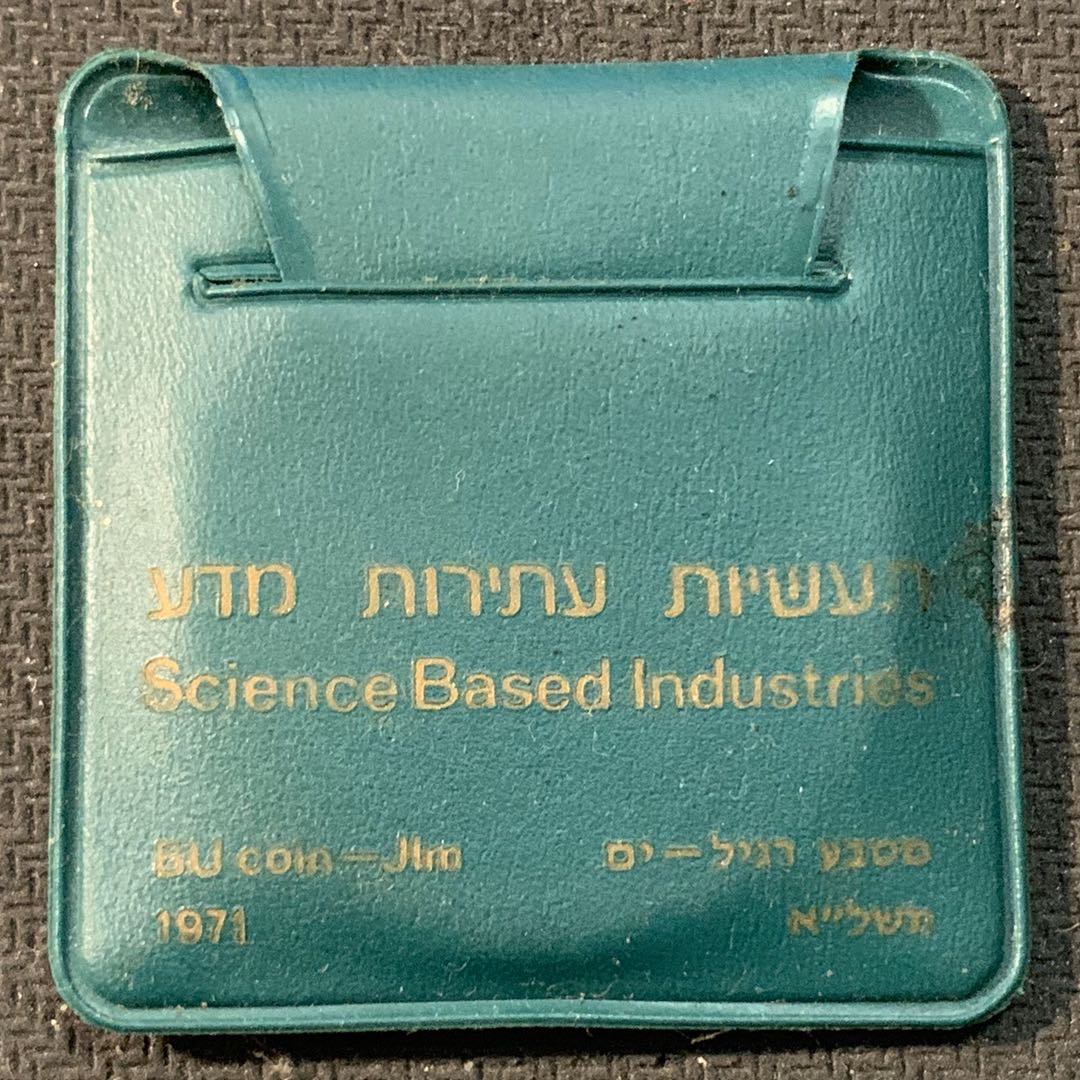 תעשיות עתירות מדע
Science Based Industries
BU coin—Jlm
מטבע רגיל—ים
1971
תשל״א